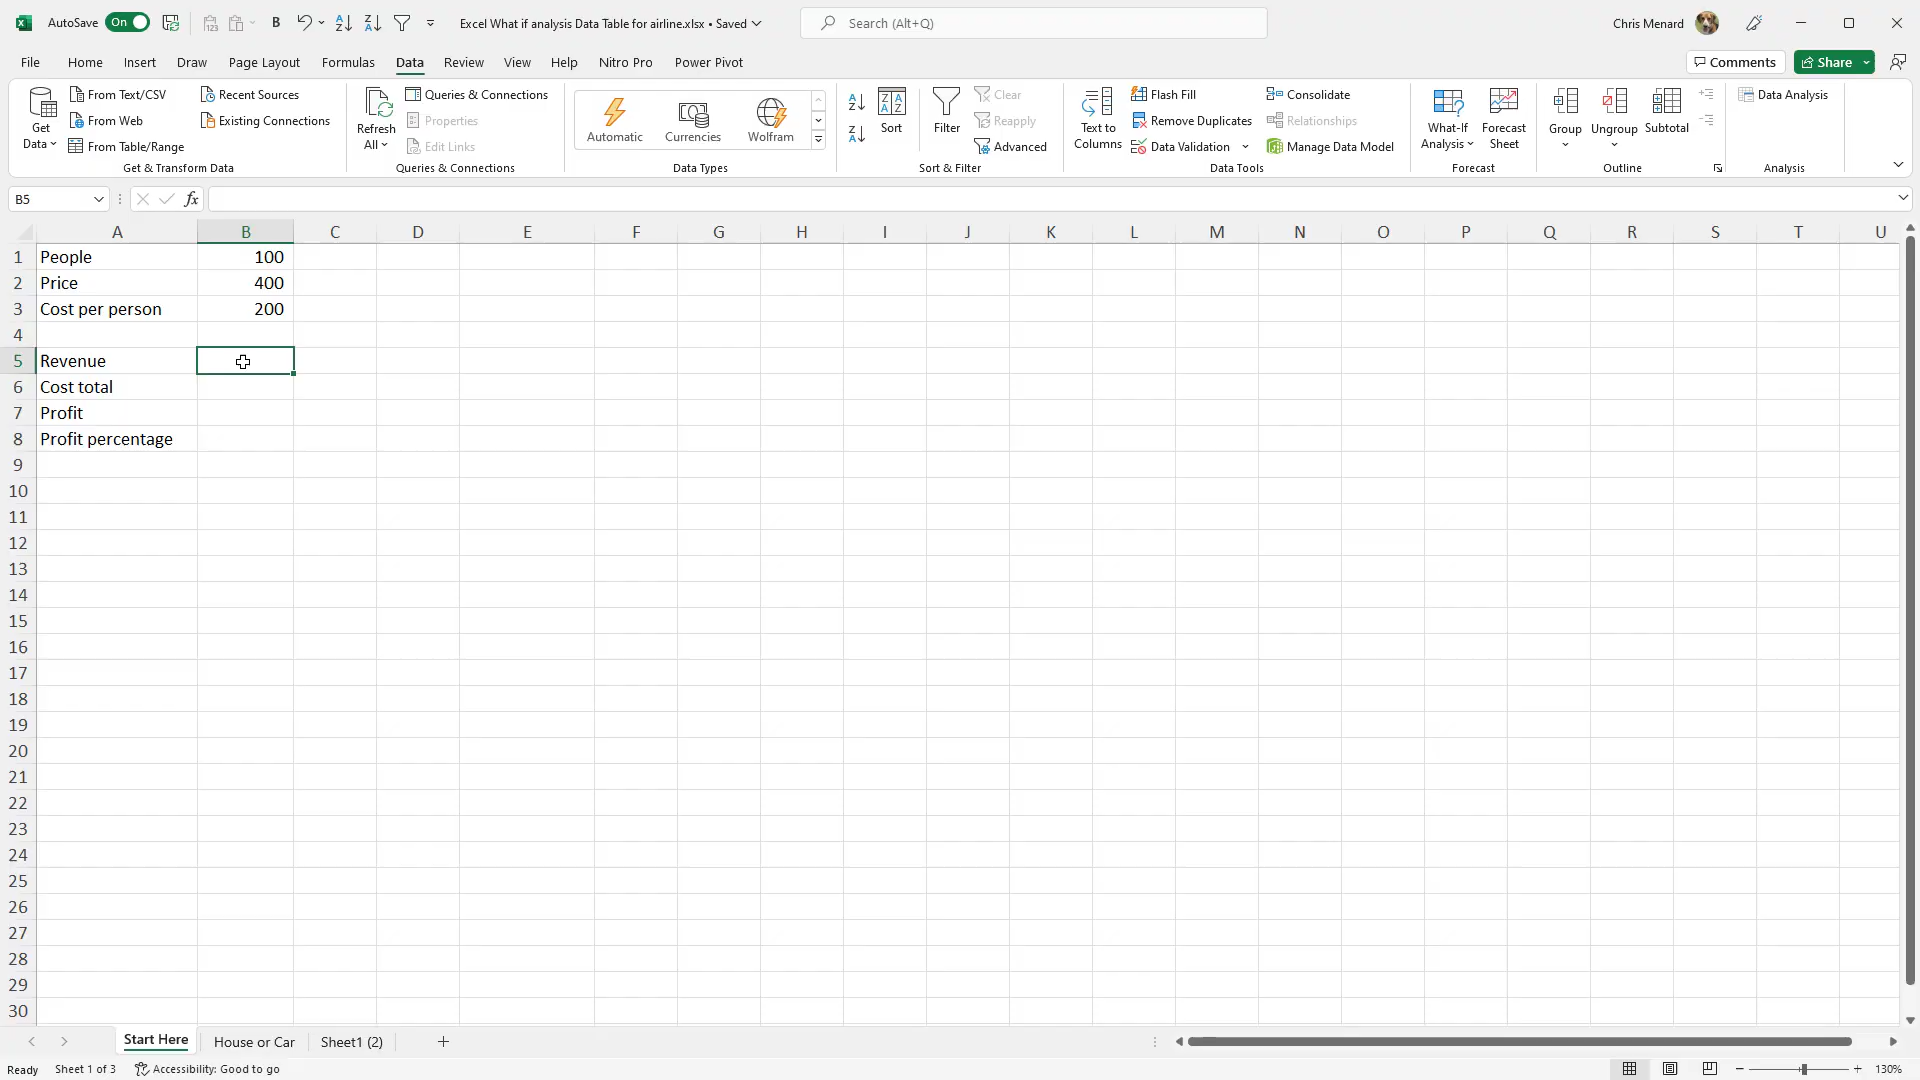 AutoSave On Excel What if analysis Data Table for airline.xlsx • Saved Search (Alt+Q) Chris Menard
File Home Insert Draw Page Layout Formulas Data Review View Help Nitro Pro Power Pivot Comments Share
Get Data From Text/CSV From Web From Table/Range Recent Sources Existing Connections
Get & Transform Data
Refresh All Queries & Connections Properties Edit Links
Queries & Connections
Automatic Currencies Wolfram
Data Types
Sort Filter Clear Reapply Advanced
Sort & Filter
Text to Columns Flash Fill Remove Duplicates Data Validation Consolidate Relationships Manage Data Model
Data Tools
What-If Analysis Forecast Sheet
Forecast
Group Ungroup Subtotal
Outline
Data Analysis
Analysis
B5 fx
A B C D E F G H I J K L M N O P Q R S T U
1 People 100
2 Price 400
3 Cost per person 200
4
5 Revenue
6 Cost total
7 Profit
8 Profit percentage
9
10
11
12
13
14
15
16
17
18
19
20
21
22
23
24
25
26
27
28
29
30
Start Here House or Car Sheet1 (2)
Ready Sheet 1 of 3 Accessibility: Good to go 130%